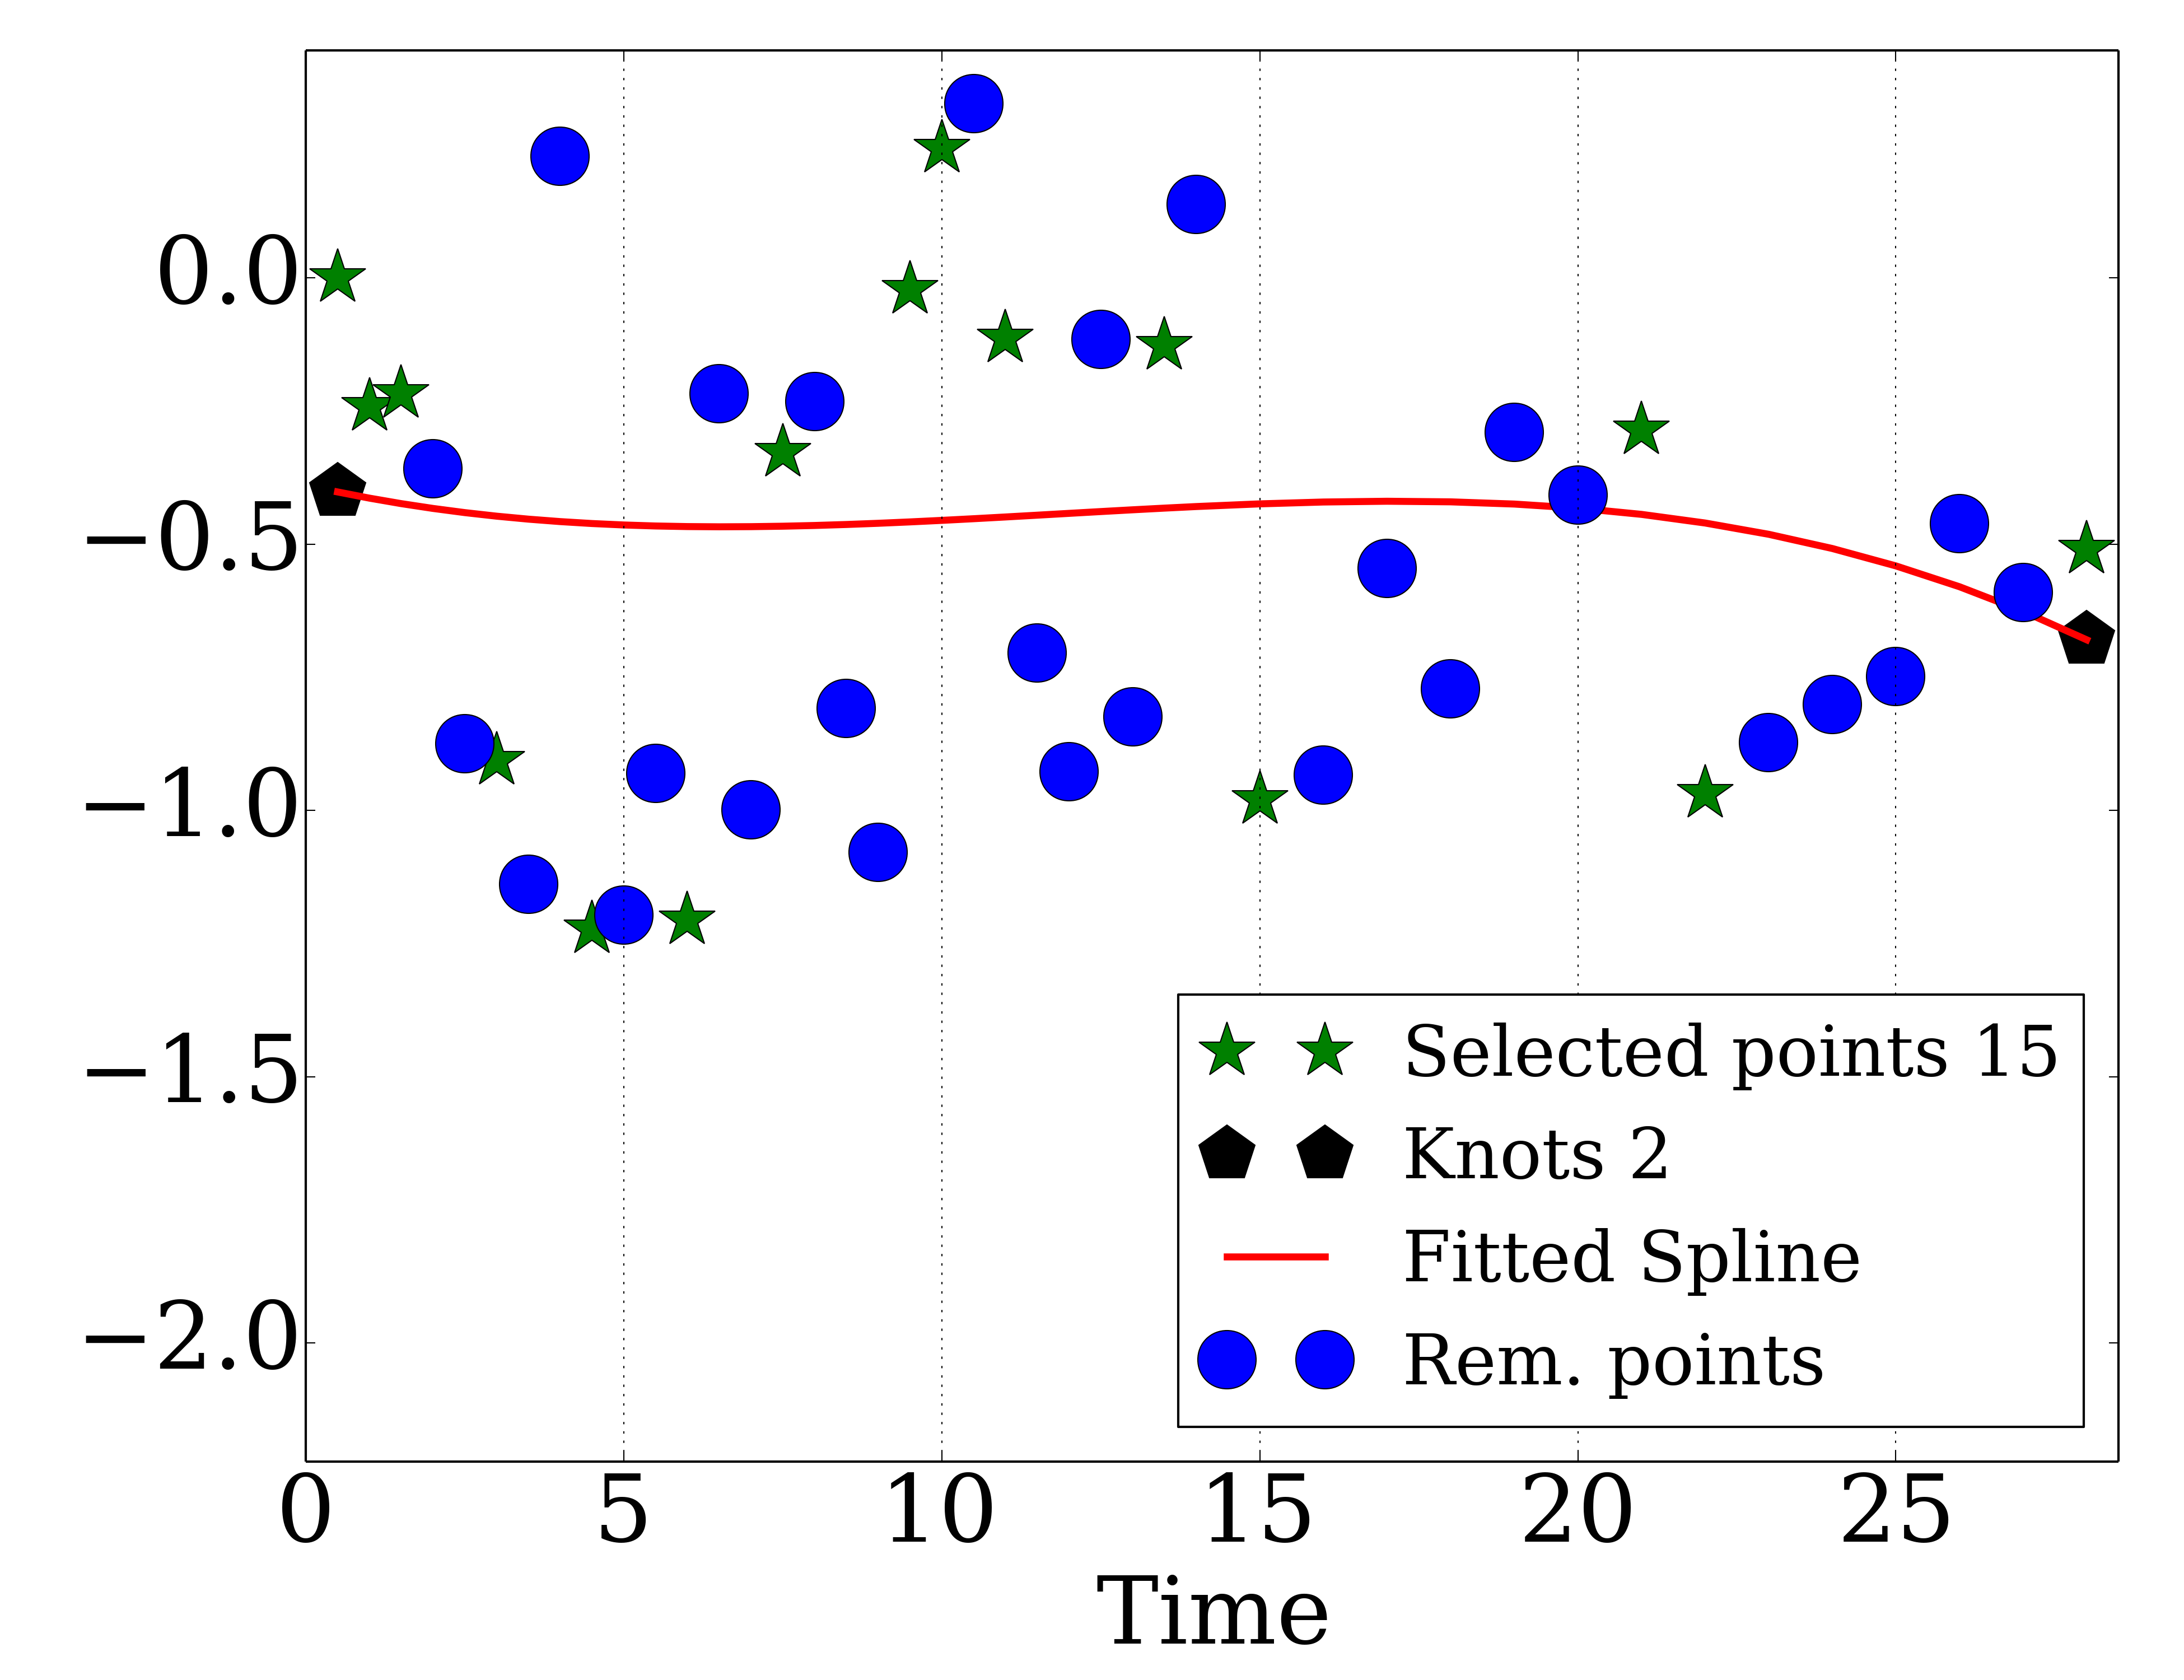 0.0
−0.5
−1.0
−1.5
−2.0
Selected points 15
Knots 2
Fitted Spline
Rem. points
0 5 10 15 20 25
Time